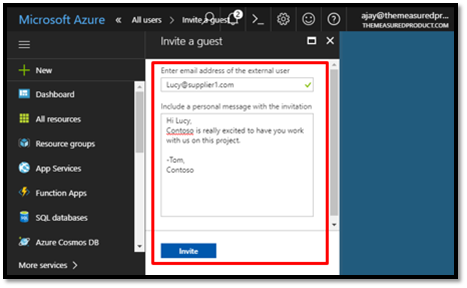 Microsoft Azure « All users > Invite a guest 2 ajay@themeasuredproduct.com
THEMEASUREDPRODUCT.COM
Invite a guest
New
Dashboard
All resources
Resource groups
App Services
Function Apps
SQL databases
Azure Cosmos DB
More services >
Enter email address of the external user
Lucy@supplier1.com
Include a personal message with the invitation
Hi Lucy,
Contoso is really excited to have you work
with us on this project.
-Tom,
Contoso
Invite